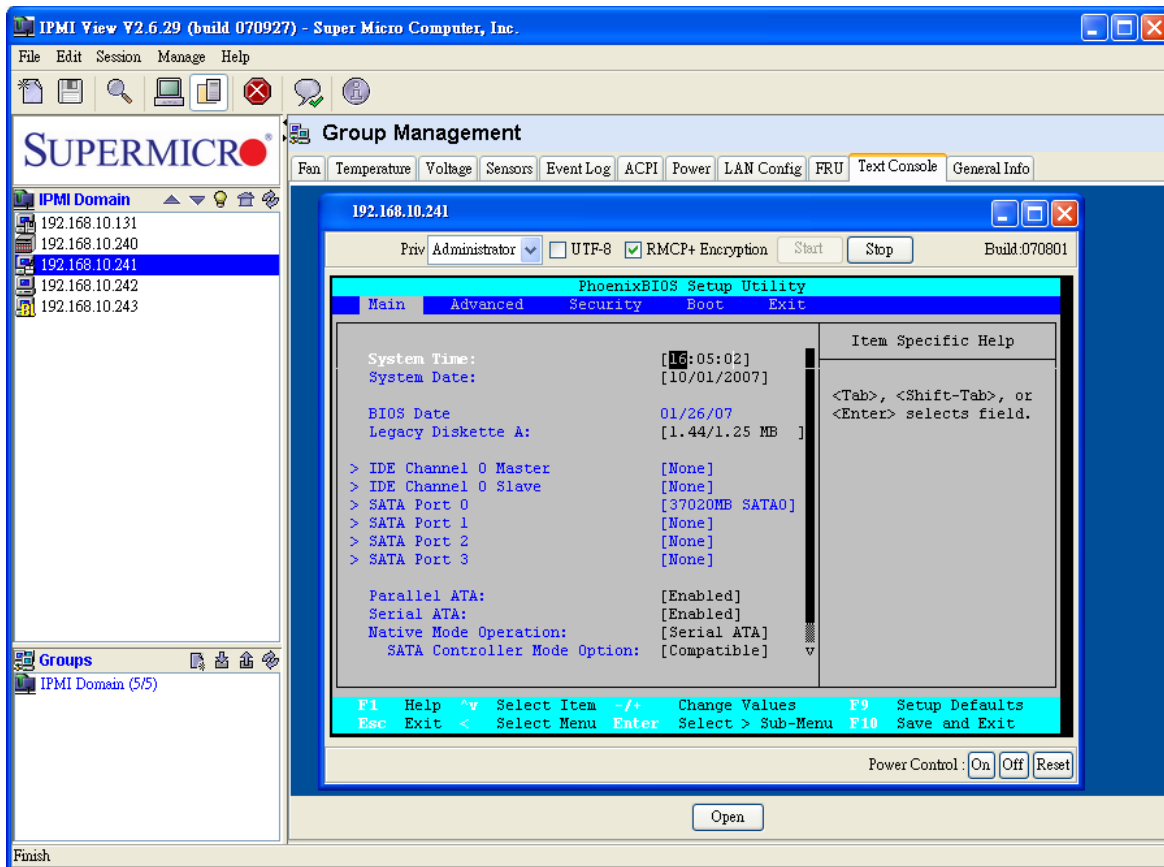 IPMI View V2.6.29 (build 070927) - Super Micro Computer, Inc.
File Edit Session Manage Help
SUPERMICRO
Group Management
Fan Temperature Voltage Sensors Event Log ACPI Power LAN Config FRU Text Console General Info
IPMI Domain
192.168.10.131
192.168.10.240
192.168.10.241
192.168.10.242
192.168.10.243
Groups
IPMI Domain (5/5)
192.168.10.241
Priv Administrator UTF-8 RMCP+ Encryption Start Stop Build:070801
PhoenixBIOS Setup Utility
Main Advanced Security Boot Exit
System Time: [16:05:02]
System Date: [10/01/2007]
BIOS Date 01/26/07
Legacy Diskette A: [1.44/1.25 MB ]
> IDE Channel 0 Master [None]
> IDE Channel 0 Slave [None]
> SATA Port 0 [37020MB SATA0]
> SATA Port 1 [None]
> SATA Port 2 [None]
> SATA Port 3 [None]
Parallel ATA: [Enabled]
Serial ATA: [Enabled]
Native Mode Operation: [Serial ATA]
SATA Controller Mode Option: [Compatible] v
Item Specific Help
<Tab>, <Shift-Tab>, or
<Enter> selects field.
F1 Help ^v Select Item -/+ Change Values F9 Setup Defaults
Esc Exit < Select Menu Enter Select > Sub-Menu F10 Save and Exit
Power Control : On Off Reset
Open
Finish